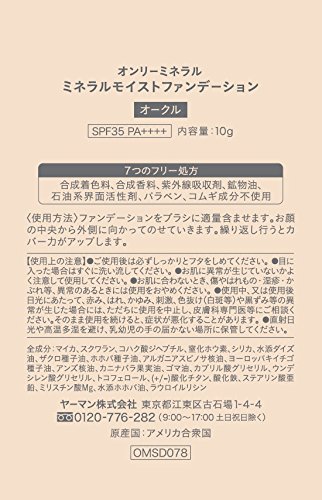 オンリーミネラル
ミネラルモイストファンデーション
オークル
SPF35 PA++++ 内容量:10g
7つのフリー処方
合成着色料、合成香料、紫外線吸収剤、鉱物油、
石油系界面活性剤、パラベン、コムギ成分不使用
〈使用方法〉ファンデーションをブラシに適量含ませます。お顔
の中央から外側に向かってのせていきます。繰り返し行うとカ
バー力がアップします。
【使用上の注意】●ご使用後は必ずしっかりとフタをしめてください。●目に
入った場合はすぐに洗い流してください。●お肌に異常が生じていないかよ
く注意して使用してください。●お肌に合わないとき、傷やはれもの・湿疹・か
ぶれ等、異常のあるときにはお使いにならないでください。●使用中、又は使用後
日光にあたって、赤み、はれ、かゆみ、刺激、色抜け(白斑等)や黒ずみ等の異
常が生じた場合には、ただちに使用を中止し、皮膚科専門医等にご相談くだ
さい。そのまま使用を続けると、症状が悪化することがあります。●直射日
光や高温多湿を避け、乳幼児の手の届かない場所に保管してください。
全成分:マイカ、スクワラン、コハク酸ジヘプチル、窒化ホウ素、シリカ、水添ダイズ
油、ザクロ種子油、ホホバ種子油、アルガニアスピノサ核油、ヨーロッパキイチゴ
種子油、アンズ核油、カニナバラ果実油、ゴマ油、カプリル酸グリセリル、ウンデ
シレン酸グリセリル、トコフェロール、(+/-)酸化チタン、酸化鉄、ステアリン酸亜
鉛、ミリスチン酸Mg、水添ホホバ油、ラウロイルリシン
ヤーマン株式会社 東京都江東区古石場1-4-4
0120-776-282 (9:00〜17:00 土日祝日除く)
原産国:アメリカ合衆国
OMSD078